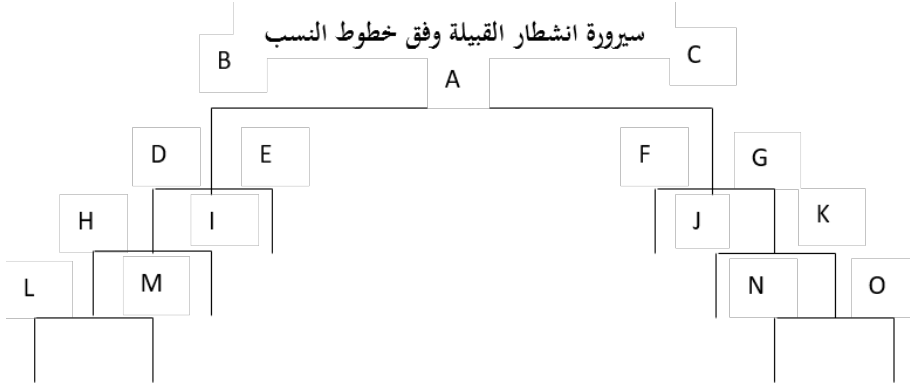 سيرورة انشطار القبيلة وفق خطوط النسب
B C
A
D E F G
H I J K
L M N O